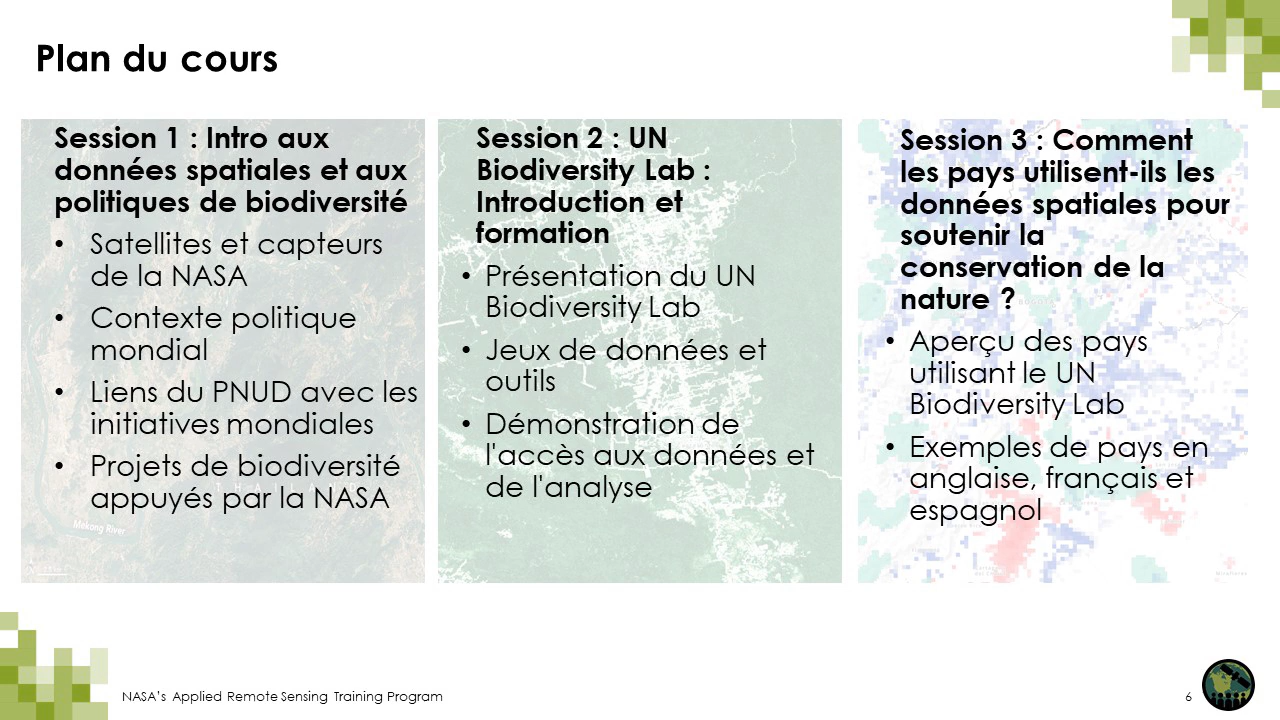 Plan du cours
Session 1 : Intro aux
données spatiales et aux
politiques de biodiversité
• Satellites et capteurs
de la NASA
• Contexte politique
mondial
• Liens du PNUD avec les
initiatives mondiales
• Projets de biodiversité
appuyés par la NASA
Mekong River
Session 2 : UN
Biodiversity Lab :
Introduction et
formation
• Présentation du UN
Biodiversity Lab
• Jeux de données et
outils
• Démonstration de
l'accès aux données et
de l'analyse
Session 3 : Comment
les pays utilisent-ils les
données spatiales pour
soutenir la
conservation de la
nature ?
• Aperçu des pays
utilisant le UN
Biodiversity Lab
• Exemples de pays en
anglaise, français et
espagnol
NASA's Applied Remote Sensing Training Program
6